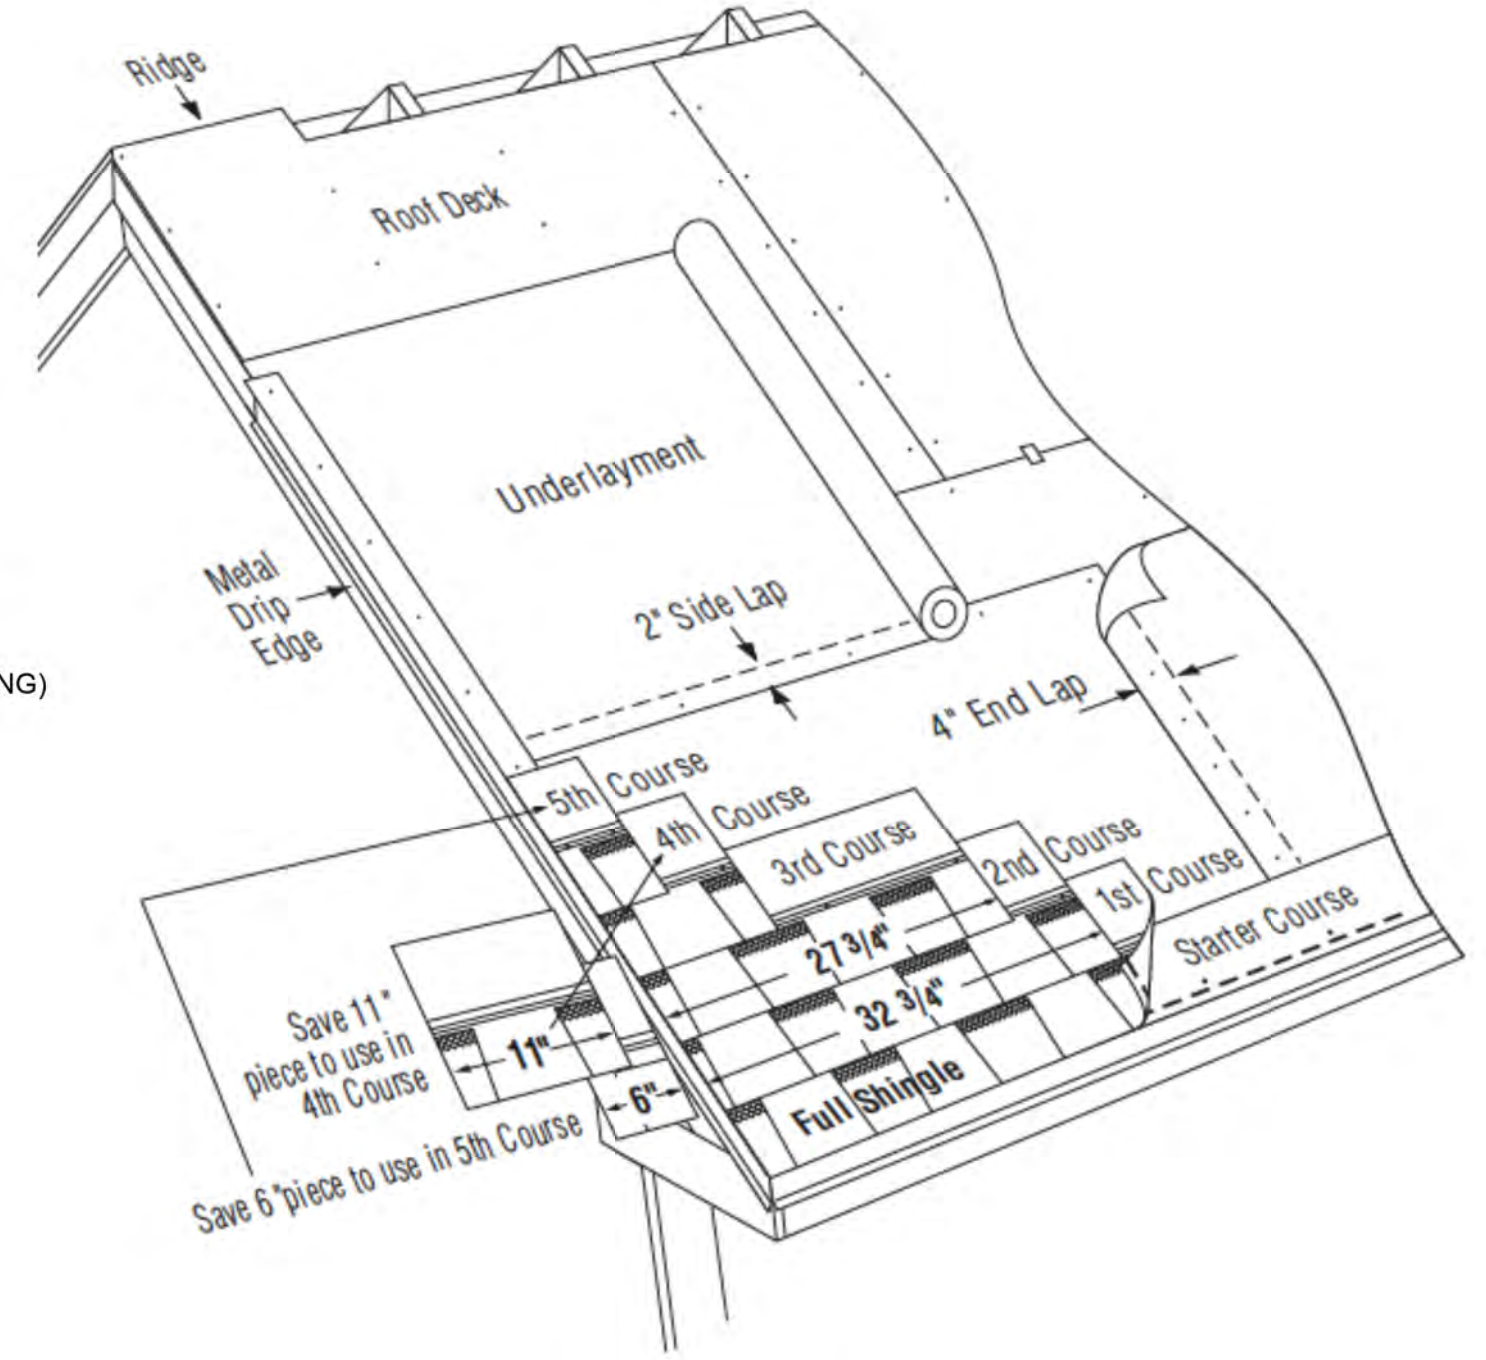 Ridge
Roof Deck
Underlayment
Metal
Drip
Edge
2" Side Lap
NG)
4" End Lap
5th Course
4th Course
3rd Course
2nd Course
1st Course
Starter Course
27 3/4"
32 3/4"
Full Shingle
Save 11"
piece to use in
4th Course
11"
6"
Save 6 "piece to use in 5th Course